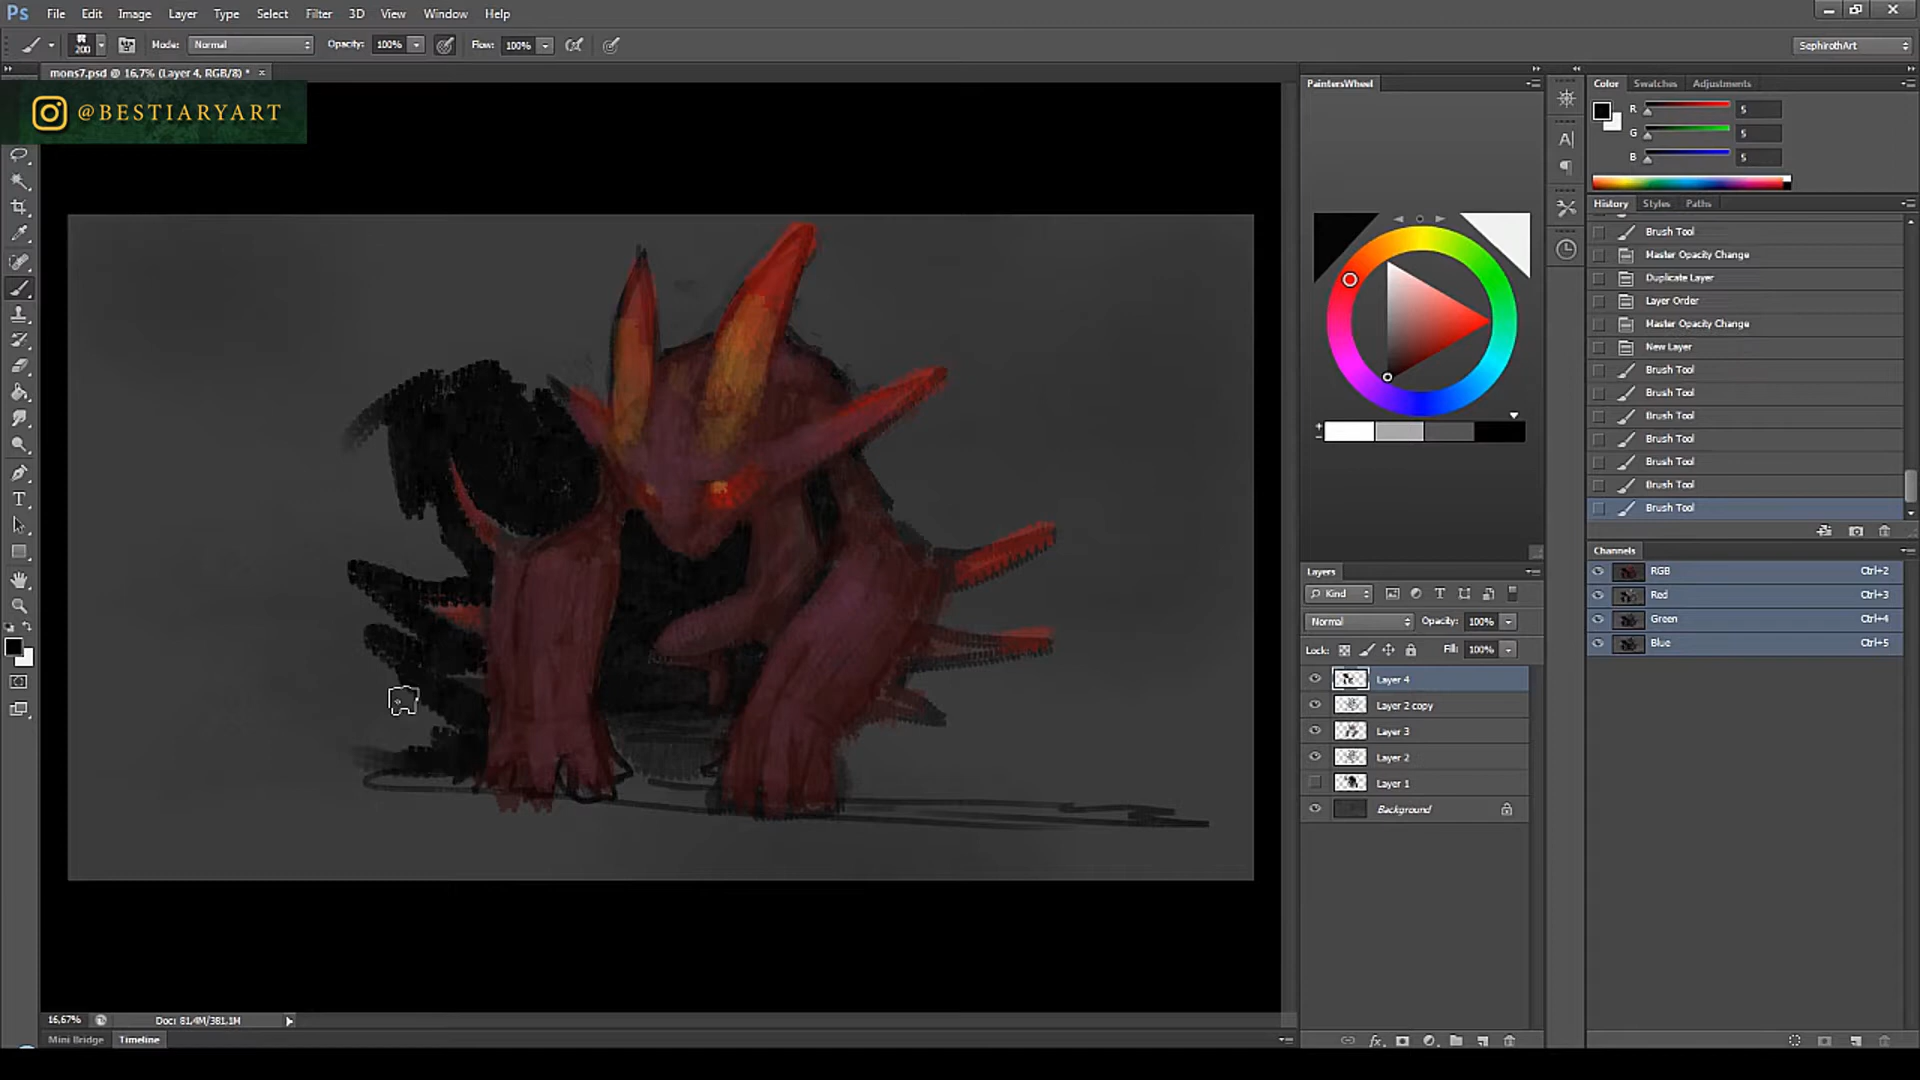 Ps File Edit Image Layer Type Select Filter 3D View Window Help
200 Mode: Normal Opacity: 100% Flow: 100% SephirothArt
mons7.psd @ 16,7% (Layer 4, RGB/8) * ×
@BESTIARYART
PaintersWheel
Color Swatches Adjustments
R 5
G 5
B 5
History Styles Paths
Brush Tool
Master Opacity Change
Duplicate Layer
Layer Order
Master Opacity Change
New Layer
Brush Tool
Brush Tool
Brush Tool
Brush Tool
Brush Tool
Brush Tool
Brush Tool
Channels
RGB Ctrl+2
Red Ctrl+3
Green Ctrl+4
Blue Ctrl+5
Layers
Kind
Normal Opacity: 100%
Lock: Fill: 100%
Layer 4
Layer 2 copy
Layer 3
Layer 2
Layer 1
Background
16,67% Doc: 81,4M/381,1M
Mini Bridge Timeline